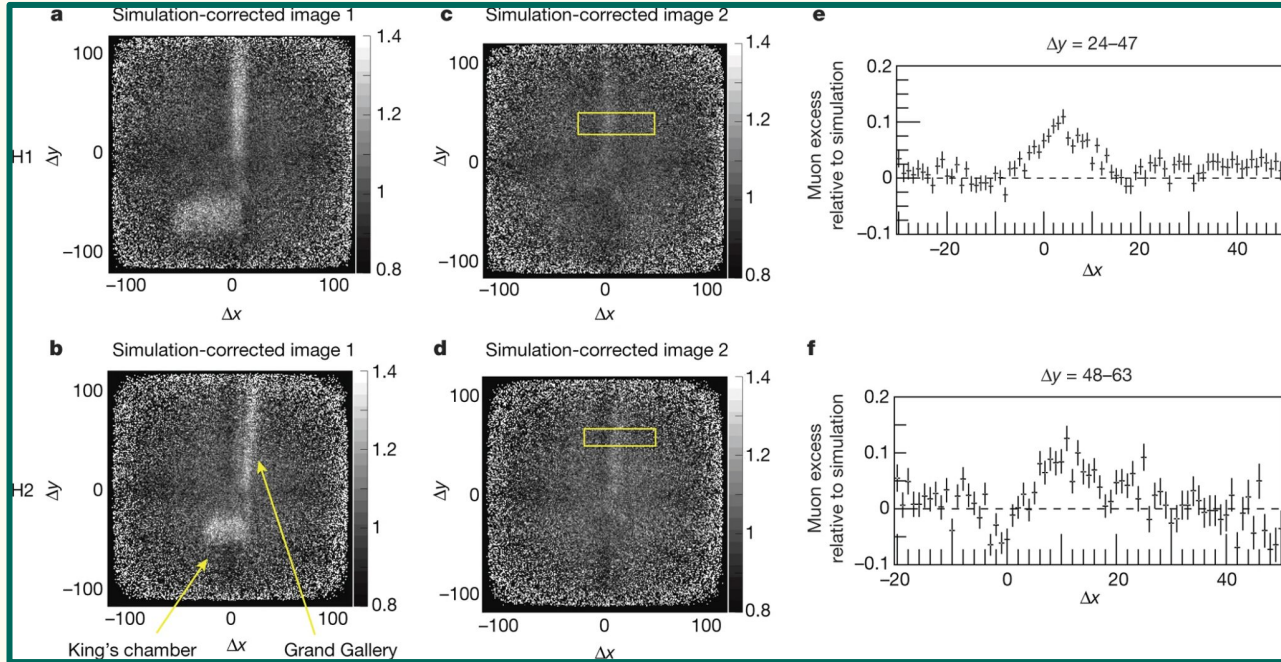 a Simulation-corrected image 1
100
0
−100
Δy
H1
−100 0 100
Δx
1.4
1.2
1
0.8
c Simulation-corrected image 2
100
0
−100
Δy
−100 0 100
Δx
1.4
1.2
1
0.8
e
Δy = 24–47
0.2
0.1
0
−0.1
Muon excess
relative to simulation
−20 0 20 40
Δx
b Simulation-corrected image 1
100
0
−100
Δy
H2
−100 0 100
Δx
1.4
1.2
1
0.8
King's chamber
Grand Gallery
d Simulation-corrected image 2
100
0
−100
Δy
−100 0 100
Δx
1.4
1.2
1
0.8
f
Δy = 48–63
0.2
0.1
0
−0.1
Muon excess
relative to simulation
−20 0 20 40
Δx